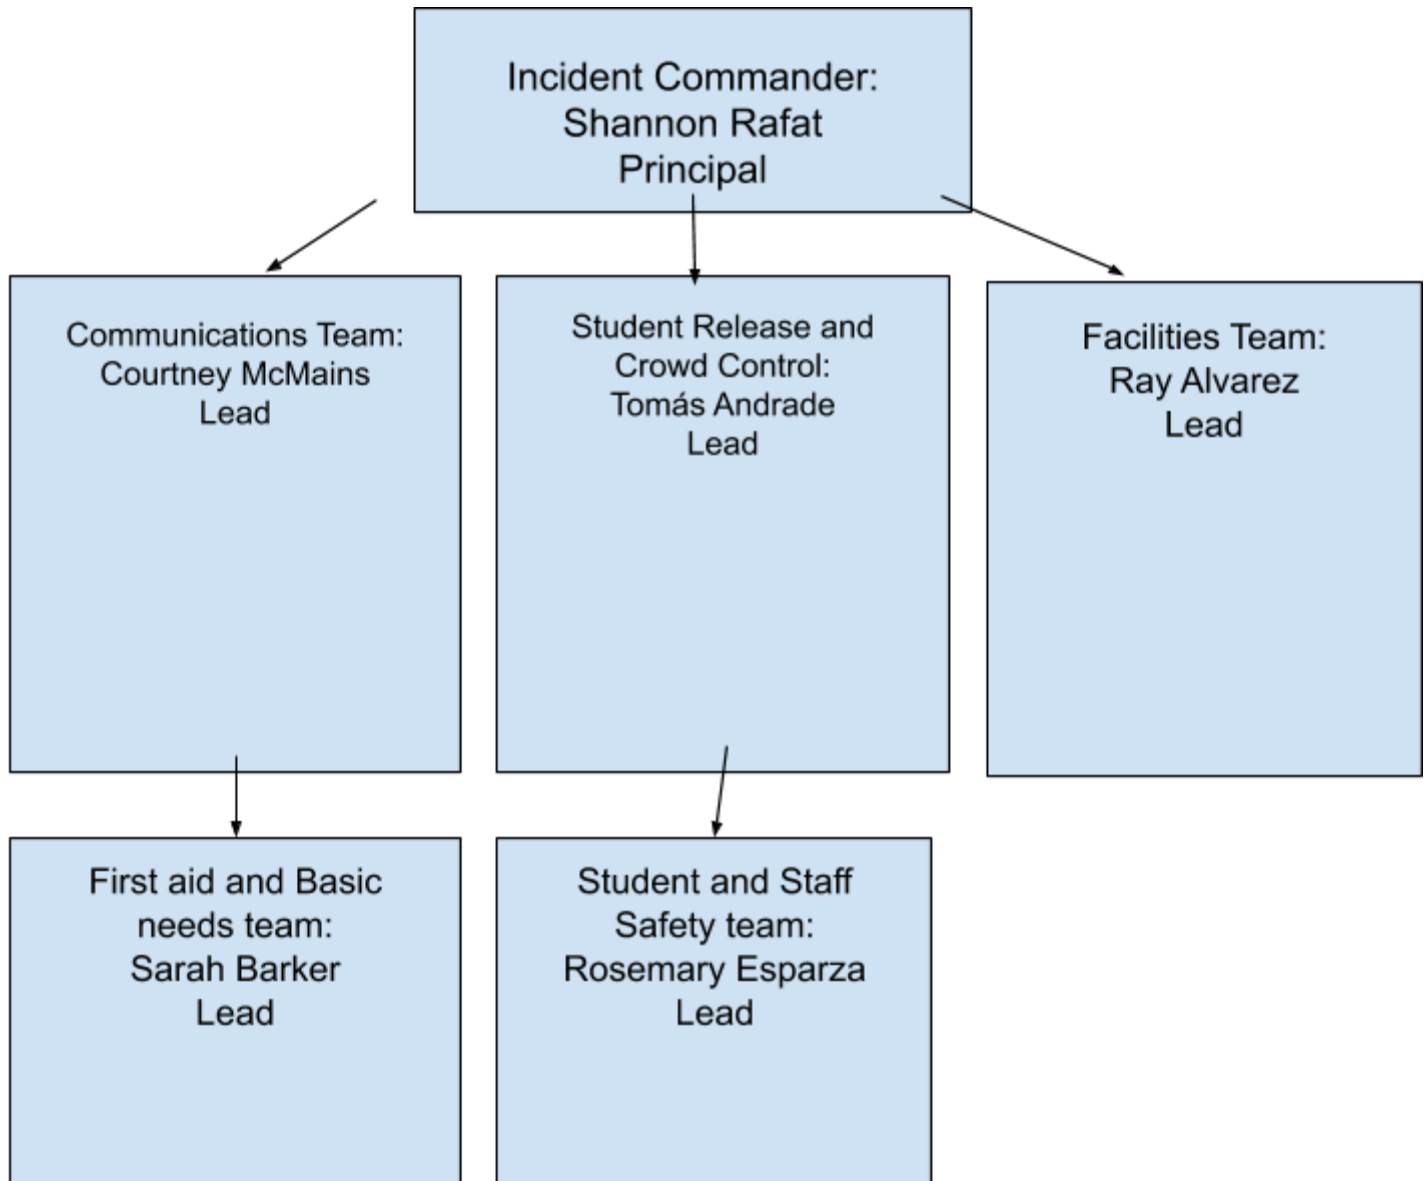 Incident Commander:
Shannon Rafat
Principal
Communications Team:
Courtney McMains
Lead
Student Release and
Crowd Control:
Tomás Andrade
Lead
Facilities Team:
Ray Alvarez
Lead
First aid and Basic
needs team:
Sarah Barker
Lead
Student and Staff
Safety team:
Rosemary Esparza
Lead